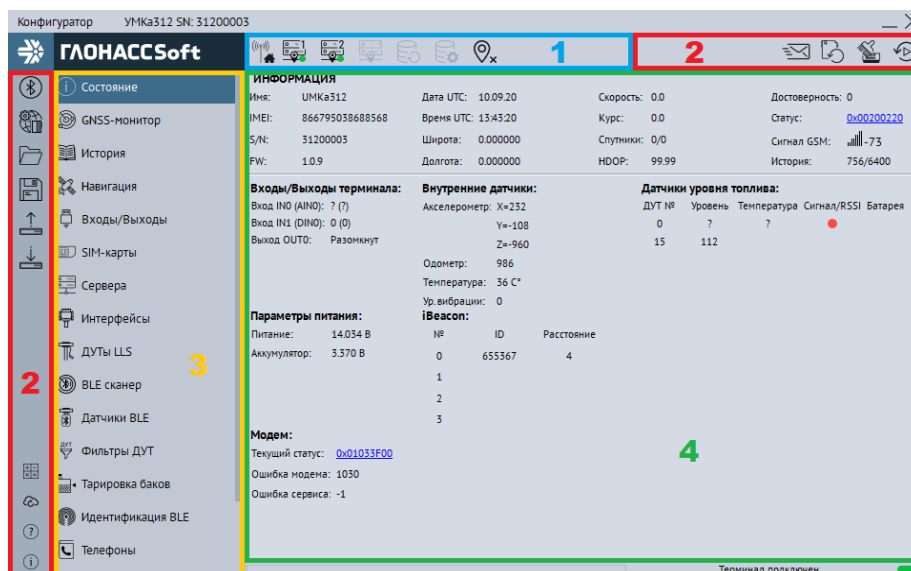 Конфигуратор УМКа312 SN: 31200003
ГЛОНАССSoft
1
2
2
3
4
Состояние
GNSS-монитор
История
Навигация
Входы/Выходы
SIM-карты
Сервера
Интерфейсы
ДУТы LLS
BLE сканер
Датчики BLE
Фильтры ДУТ
Тарировка баков
Идентификация BLE
Телефоны
ИНФОРМАЦИЯ
Имя: UMKa312 Дата UTC: 10.09.20 Скорость: 0.0 Достоверность: 0
IMEI: 866795038688568 Время UTC: 13:43:20 Курс: 0.0 Статус: 0x00200220
S/N: 31200003 Широта: 0.000000 Спутники: 0/0 Сигнал GSM: -73
FW: 1.0.9 Долгота: 0.000000 HDOP: 99.99 История: 756/6400
Входы/Выходы терминала:
Вход IN0 (AIN0): ? (?)
Вход IN1 (DIN0): 0 (0)
Выход OUT0: Разомкнут
Внутренние датчики:
Акселерометр: X=232
Y=-108
Z=-960
Одометр: 986
Температура: 36 C°
Ур.вибрации: 0
Датчики уровня топлива:
ДУТ № Уровень Температура Сигнал/RSSI Батарея
0 ? ?
15 112
Параметры питания:
Питание: 14.034 В
Аккумулятор: 3.370 В
iBeacon:
№ ID Расстояние
0 655367 4
1
2
3
Модем:
Текущий статус: 0x01033F00
Ошибка модема: 1030
Ошибка сервиса: -1
Терминал подключен